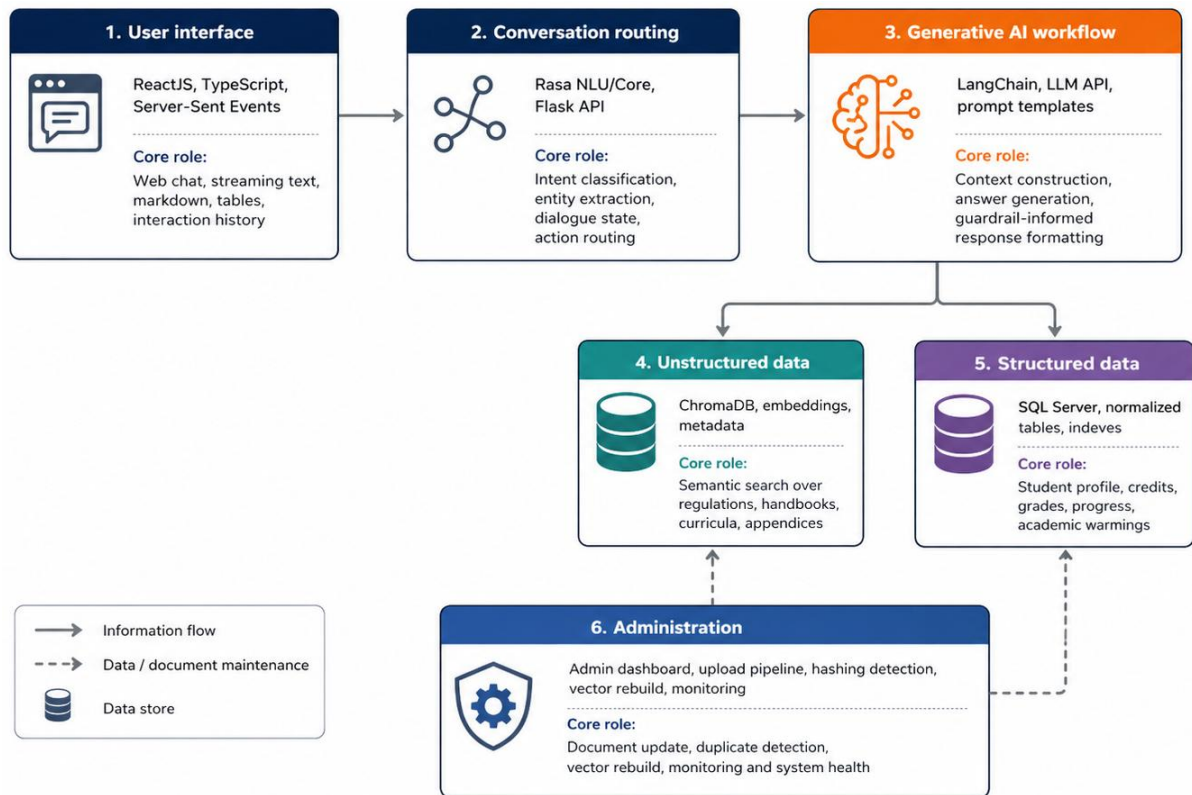 1. User interface
ReactJS, TypeScript,
Server-Sent Events
Core role:
Web chat, streaming text,
markdown, tables,
interaction history
2. Conversation routing
Rasa NLU/Core,
Flask API
Core role:
Intent classification,
entity extraction,
dialogue state,
action routing
3. Generative AI workflow
LangChain, LLM API,
prompt templates
Core role:
Context construction,
answer generation,
guardrail-informed
response formatting
4. Unstructured data
ChromaDB, embeddings,
metadata
Core role:
Semantic search over
regulations, handbooks,
curricula, appendices
5. Structured data
SQL Server, normalized
tables, indeves
Core role:
Student profile, credits,
grades, progress,
academic warmings
6. Administration
Admin dashboard, upload pipeline, hashing detection,
vector rebuild, monitoring
Core role:
Document update, duplicate detection,
vector rebuild, monitoring and system health
Information flow
Data / document maintenance
Data store